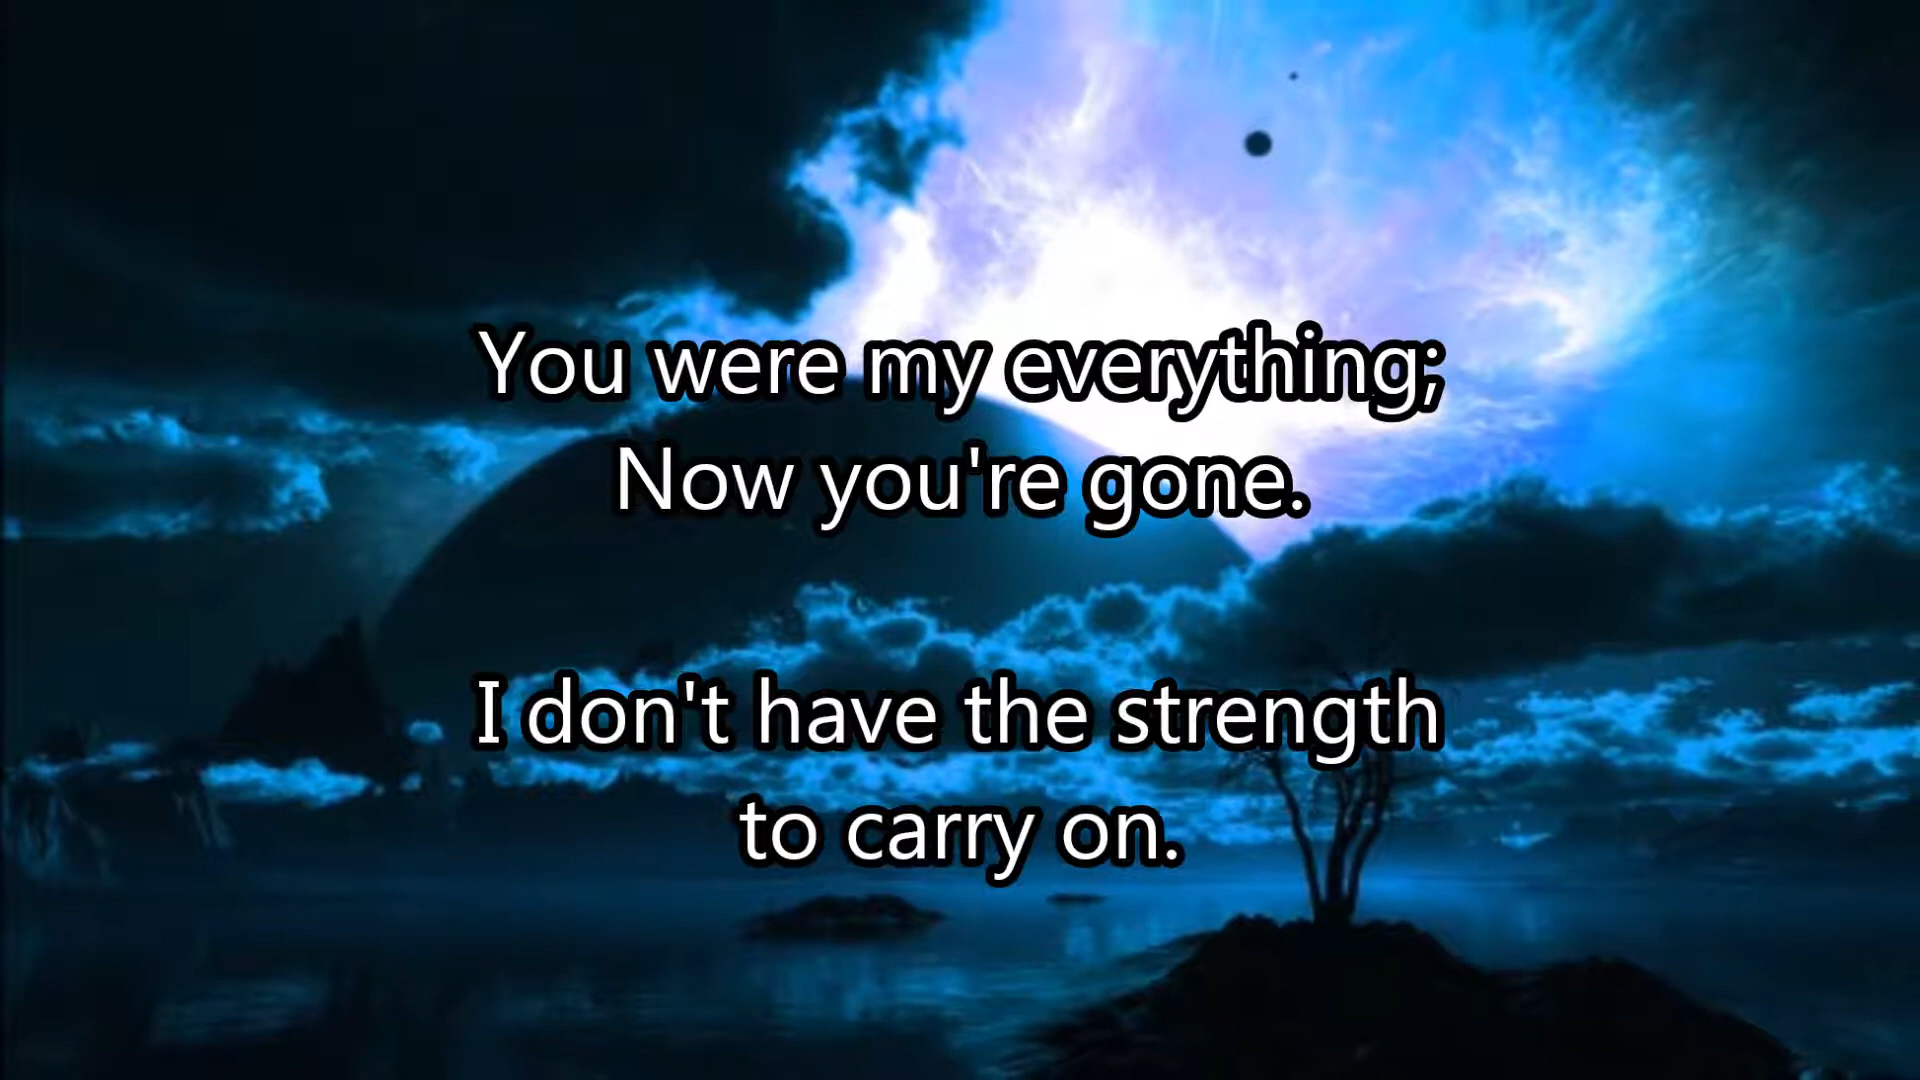 You were my everything;
Now you're gone.
I don't have the strength
to carry on.